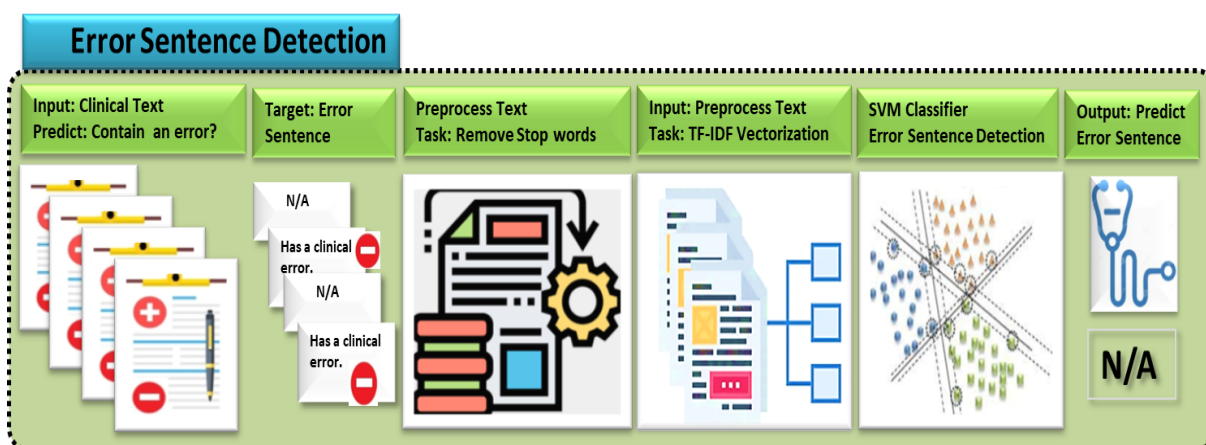 Error Sentence Detection
Input: Clinical Text
Predict: Contain an error?
Target: Error
Sentence
Preprocess Text
Task: Remove Stop words
Input: Preprocess Text
Task: TF-IDF Vectorization
SVM Classifier
Error Sentence Detection
Output: Predict
Error Sentence
N/A
Has a clinical
error.
N/A
Has a clinical
error.
N/A